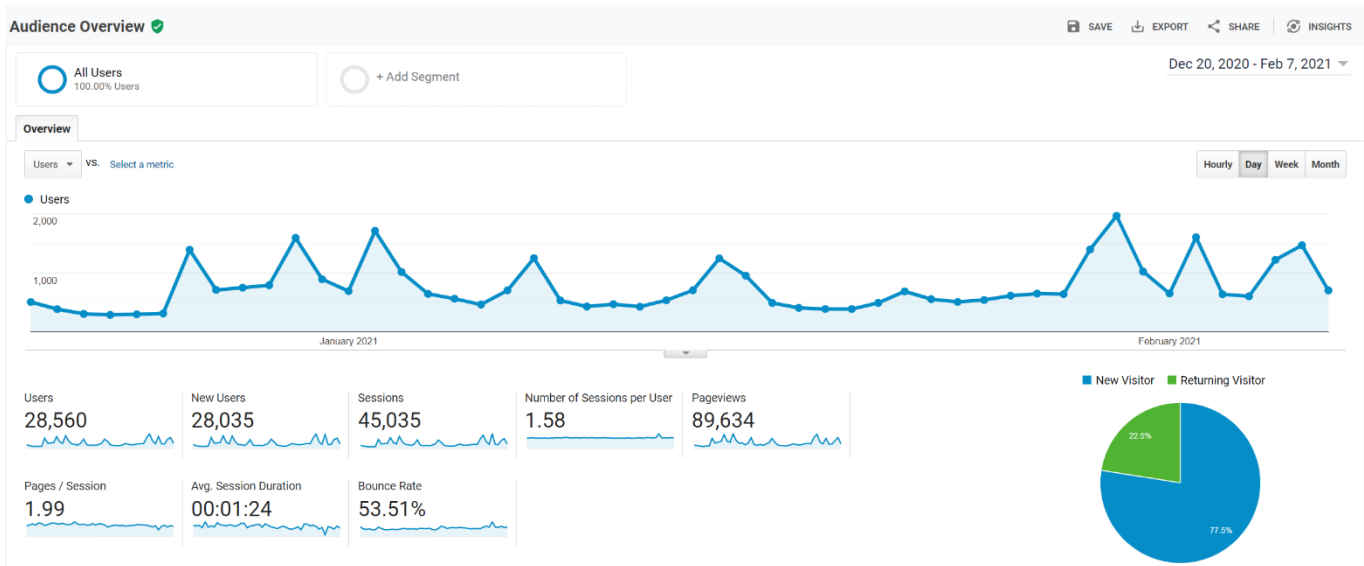 Audience Overview
SAVE EXPORT SHARE INSIGHTS
All Users
100.00% Users
+ Add Segment
Dec 20, 2020 - Feb 7, 2021
Overview
Users VS. Select a metric
Hourly Day Week Month
Users
2,000
1,000
January 2021 February 2021
New Visitor Returning Visitor
Users
28,560
New Users
28,035
Sessions
45,035
Number of Sessions per User
1.58
Pageviews
89,634
Pages / Session
1.99
Avg. Session Duration
00:01:24
Bounce Rate
53.51%
22.5%
77.5%